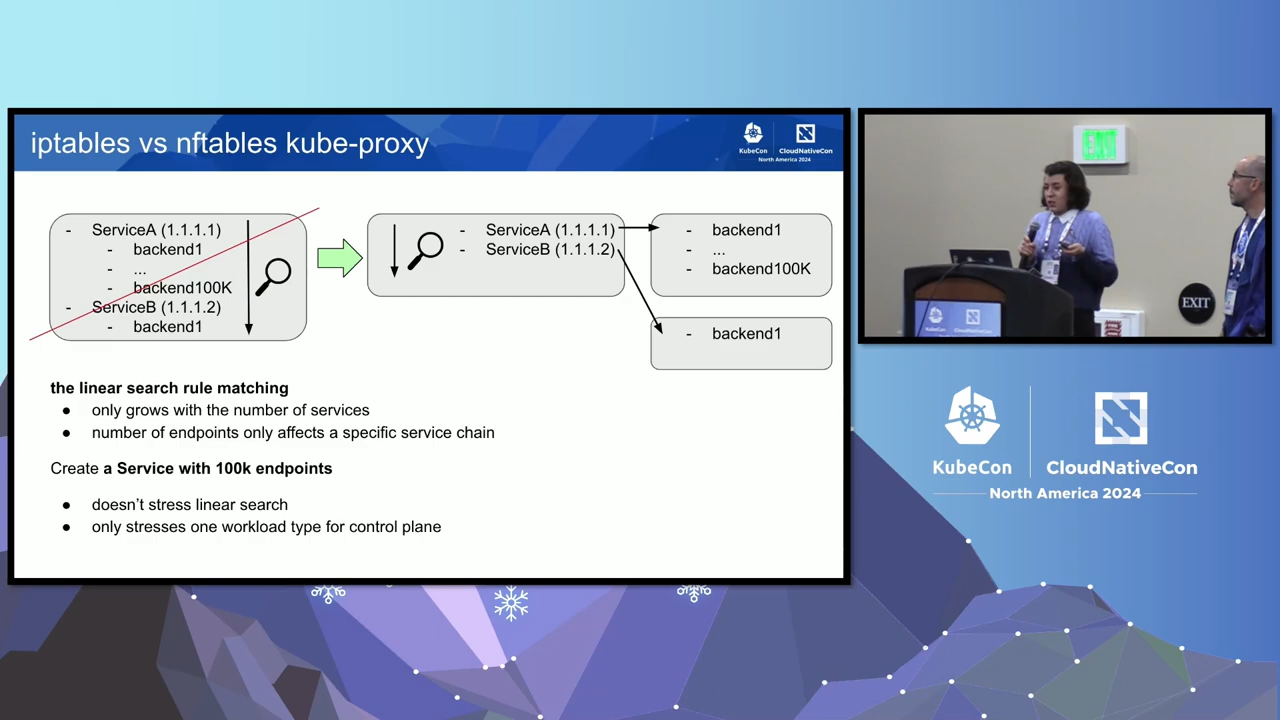 iptables vs nftables kube-proxy
KubeCon
CloudNativeCon
North America 2024
- ServiceA (1.1.1.1)
- backend1
- ...
- backend100K
- ServiceB (1.1.1.2)
- backend1
- ServiceA (1.1.1.1)
- ServiceB (1.1.1.2)
- backend1
- ...
- backend100K
- backend1
the linear search rule matching
● only grows with the number of services
● number of endpoints only affects a specific service chain
Create a Service with 100k endpoints
● doesn't stress linear search
● only stresses one workload type for control plane
EXIT
KubeCon
CloudNativeCon
KubeCon
CloudNativeCon
North America 2024